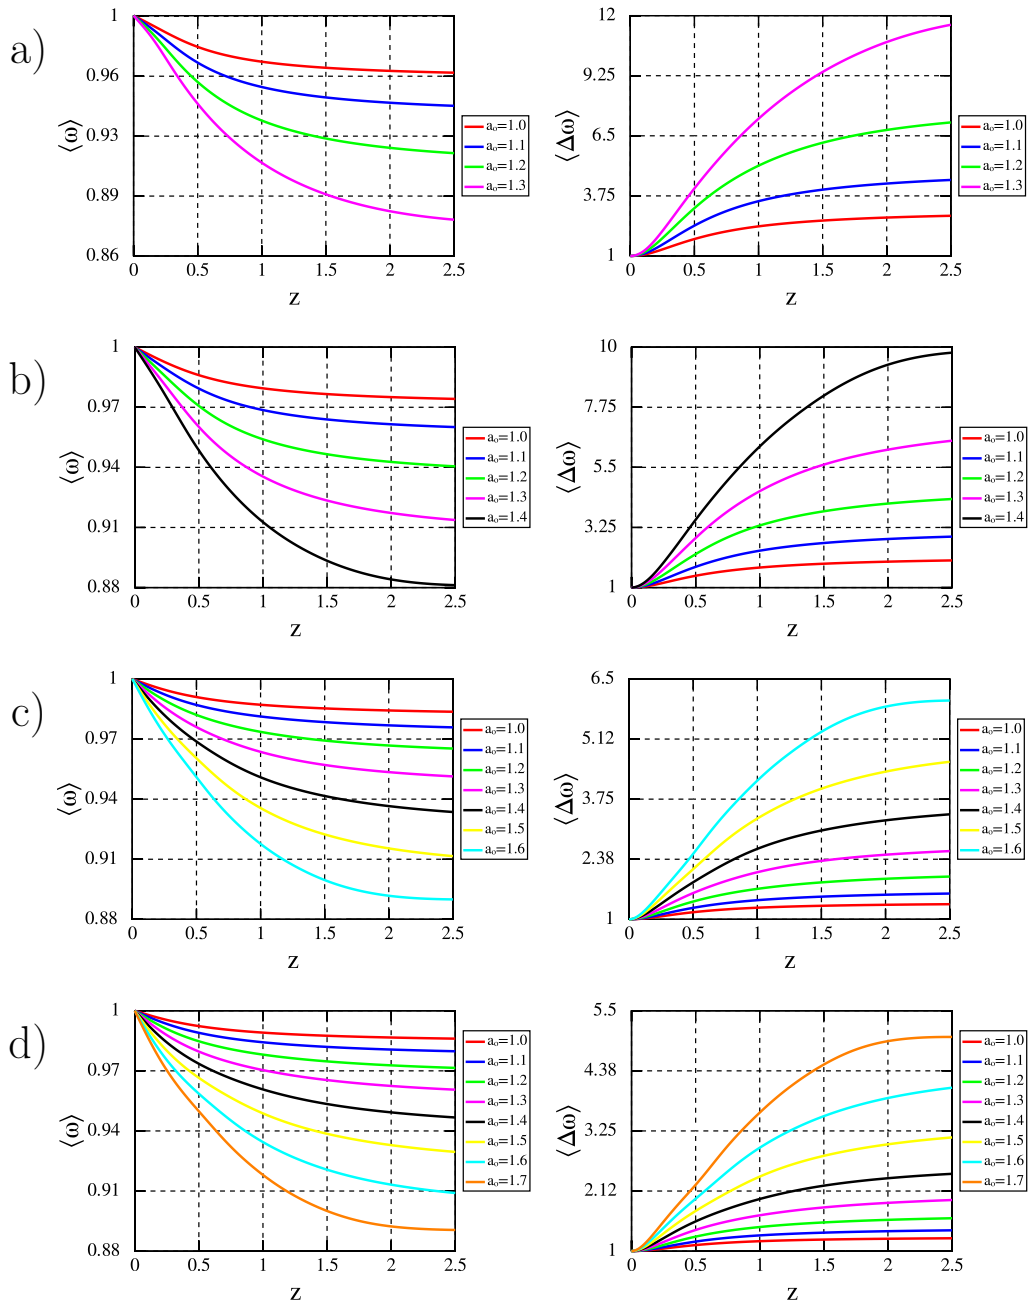 a)
1
0.96
0.93
0.89
0.86
⟨ω⟩
0 0.5 1 1.5 2 2.5
z
aₒ=1.0
aₒ=1.1
aₒ=1.2
aₒ=1.3
12
9.25
6.5
3.75
1
⟨Δω⟩
0 0.5 1 1.5 2 2.5
z
aₒ=1.0
aₒ=1.1
aₒ=1.2
aₒ=1.3
b)
1
0.97
0.94
0.91
0.88
⟨ω⟩
0 0.5 1 1.5 2 2.5
z
aₒ=1.0
aₒ=1.1
aₒ=1.2
aₒ=1.3
aₒ=1.4
10
7.75
5.5
3.25
1
⟨Δω⟩
0 0.5 1 1.5 2 2.5
z
aₒ=1.0
aₒ=1.1
aₒ=1.2
aₒ=1.3
aₒ=1.4
c)
1
0.97
0.94
0.91
0.88
⟨ω⟩
0 0.5 1 1.5 2 2.5
z
aₒ=1.0
aₒ=1.1
aₒ=1.2
aₒ=1.3
aₒ=1.4
aₒ=1.5
aₒ=1.6
6.5
5.12
3.75
2.38
1
⟨Δω⟩
0 0.5 1 1.5 2 2.5
z
aₒ=1.0
aₒ=1.1
aₒ=1.2
aₒ=1.3
aₒ=1.4
aₒ=1.5
aₒ=1.6
d)
1
0.97
0.94
0.91
0.88
⟨ω⟩
0 0.5 1 1.5 2 2.5
z
aₒ=1.0
aₒ=1.1
aₒ=1.2
aₒ=1.3
aₒ=1.4
aₒ=1.5
aₒ=1.6
aₒ=1.7
5.5
4.38
3.25
2.12
1
⟨Δω⟩
0 0.5 1 1.5 2 2.5
z
aₒ=1.0
aₒ=1.1
aₒ=1.2
aₒ=1.3
aₒ=1.4
aₒ=1.5
aₒ=1.6
aₒ=1.7